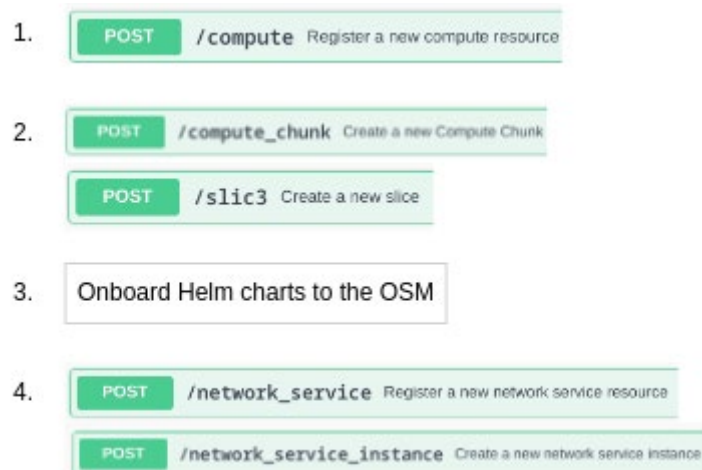 1. POST /compute Register a new compute resource
2. POST /compute_chunk Create a new Compute Chunk
POST /slic3 Create a new slice
3. Onboard Helm charts to the OSM
4. POST /network_service Register a new network service resource
POST /network_service_instance Create a new network service instance